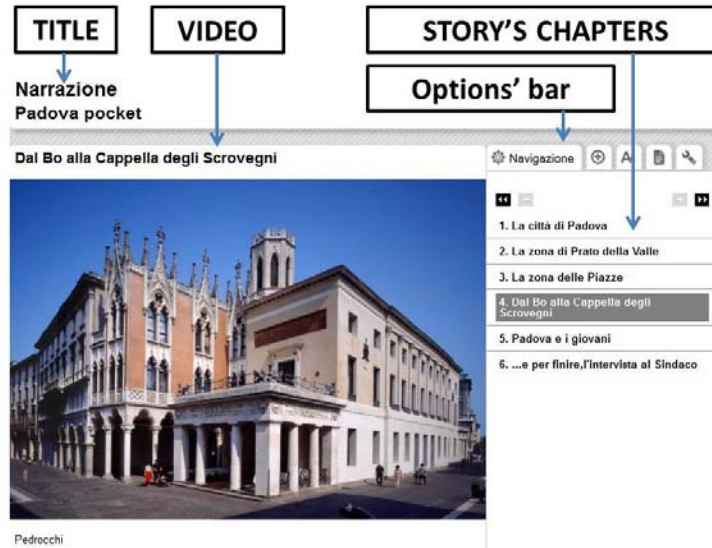 TITLE
VIDEO
STORY'S CHAPTERS
Options' bar
Narrazione
Padova pocket
Dal Bo alla Cappella degli Scrovegni
Navigazione
A
1. La città di Padova
2. La zona di Prato della Valle
3. La zona delle Piazze
4. Dal Bo alla Cappella degli
Scrovegni
5. Padova e i giovani
6. ...e per finire,l'intervista al Sindaco
Pedrocchi